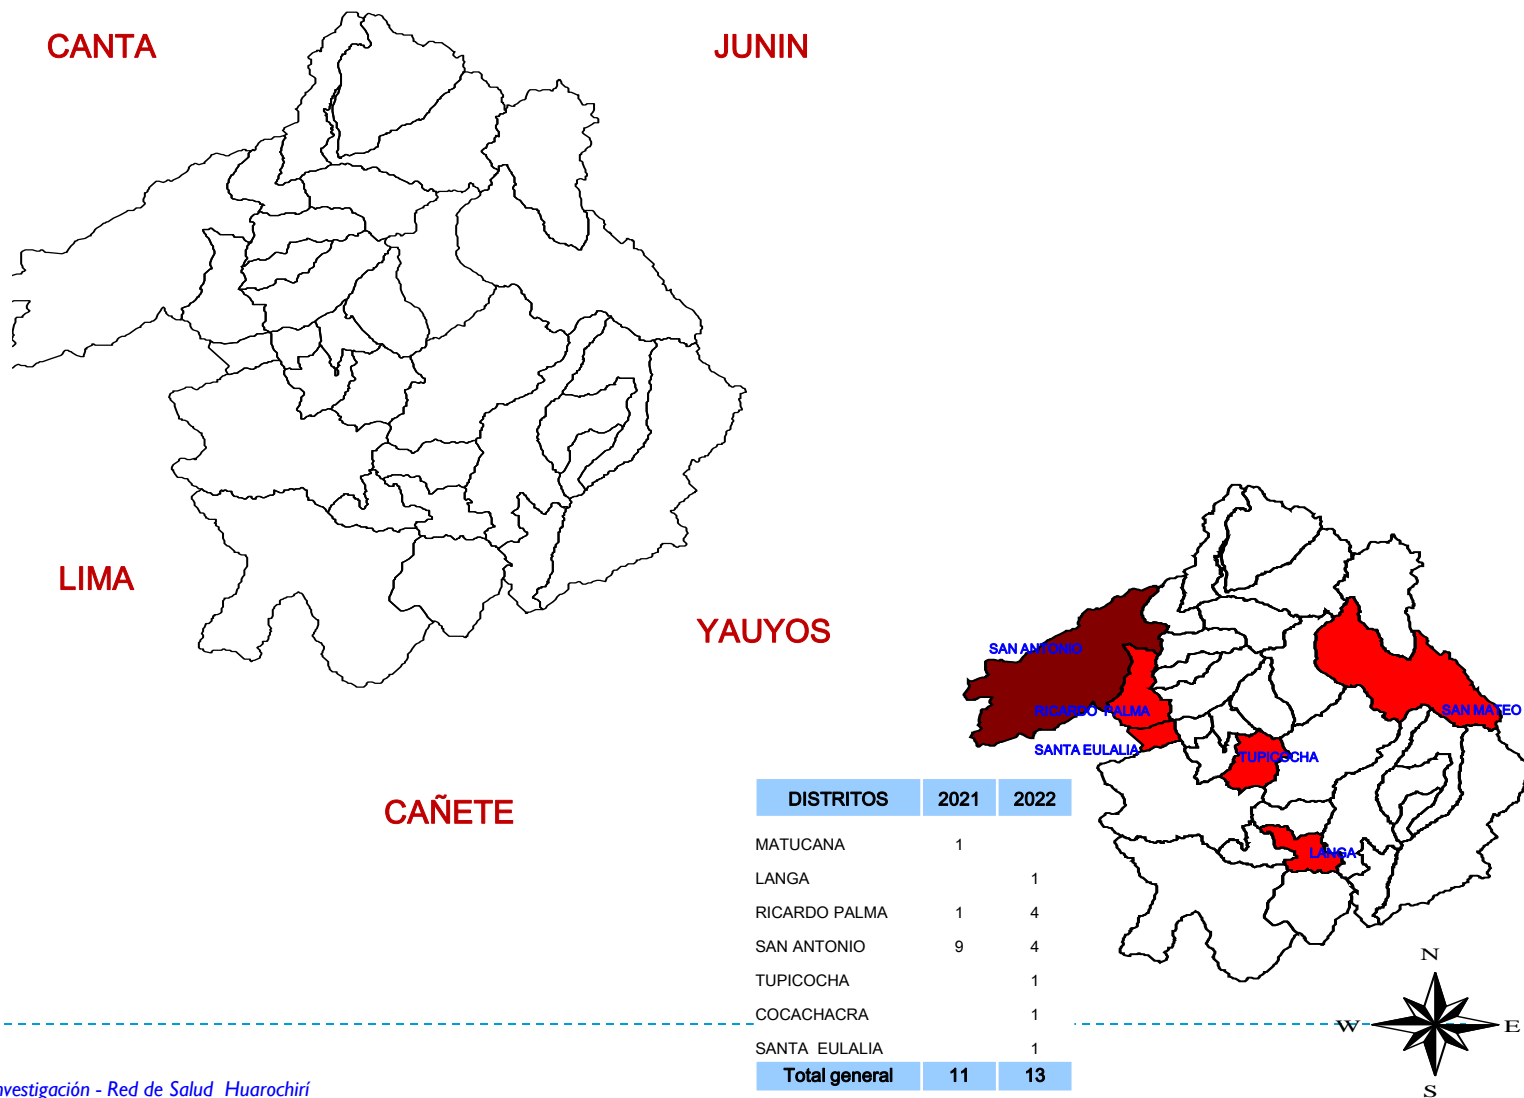 CANTA
JUNIN
LIMA
YAUYOS
CAÑETE
SAN ANTONIO
RICARDO PALMA
SAN MATEO
SANTA EULALIA
TUPICOCHA
LANGA
DISTRITOS 2021 2022
MATUCANA 1
LANGA 1
RICARDO PALMA 1 4
SAN ANTONIO 9 4
TUPICOCHA 1
COCACHACRA 1
SANTA EULALIA 1
Total general 11 13
N
W E
S
nvestigación - Red de Salud Huarochirí